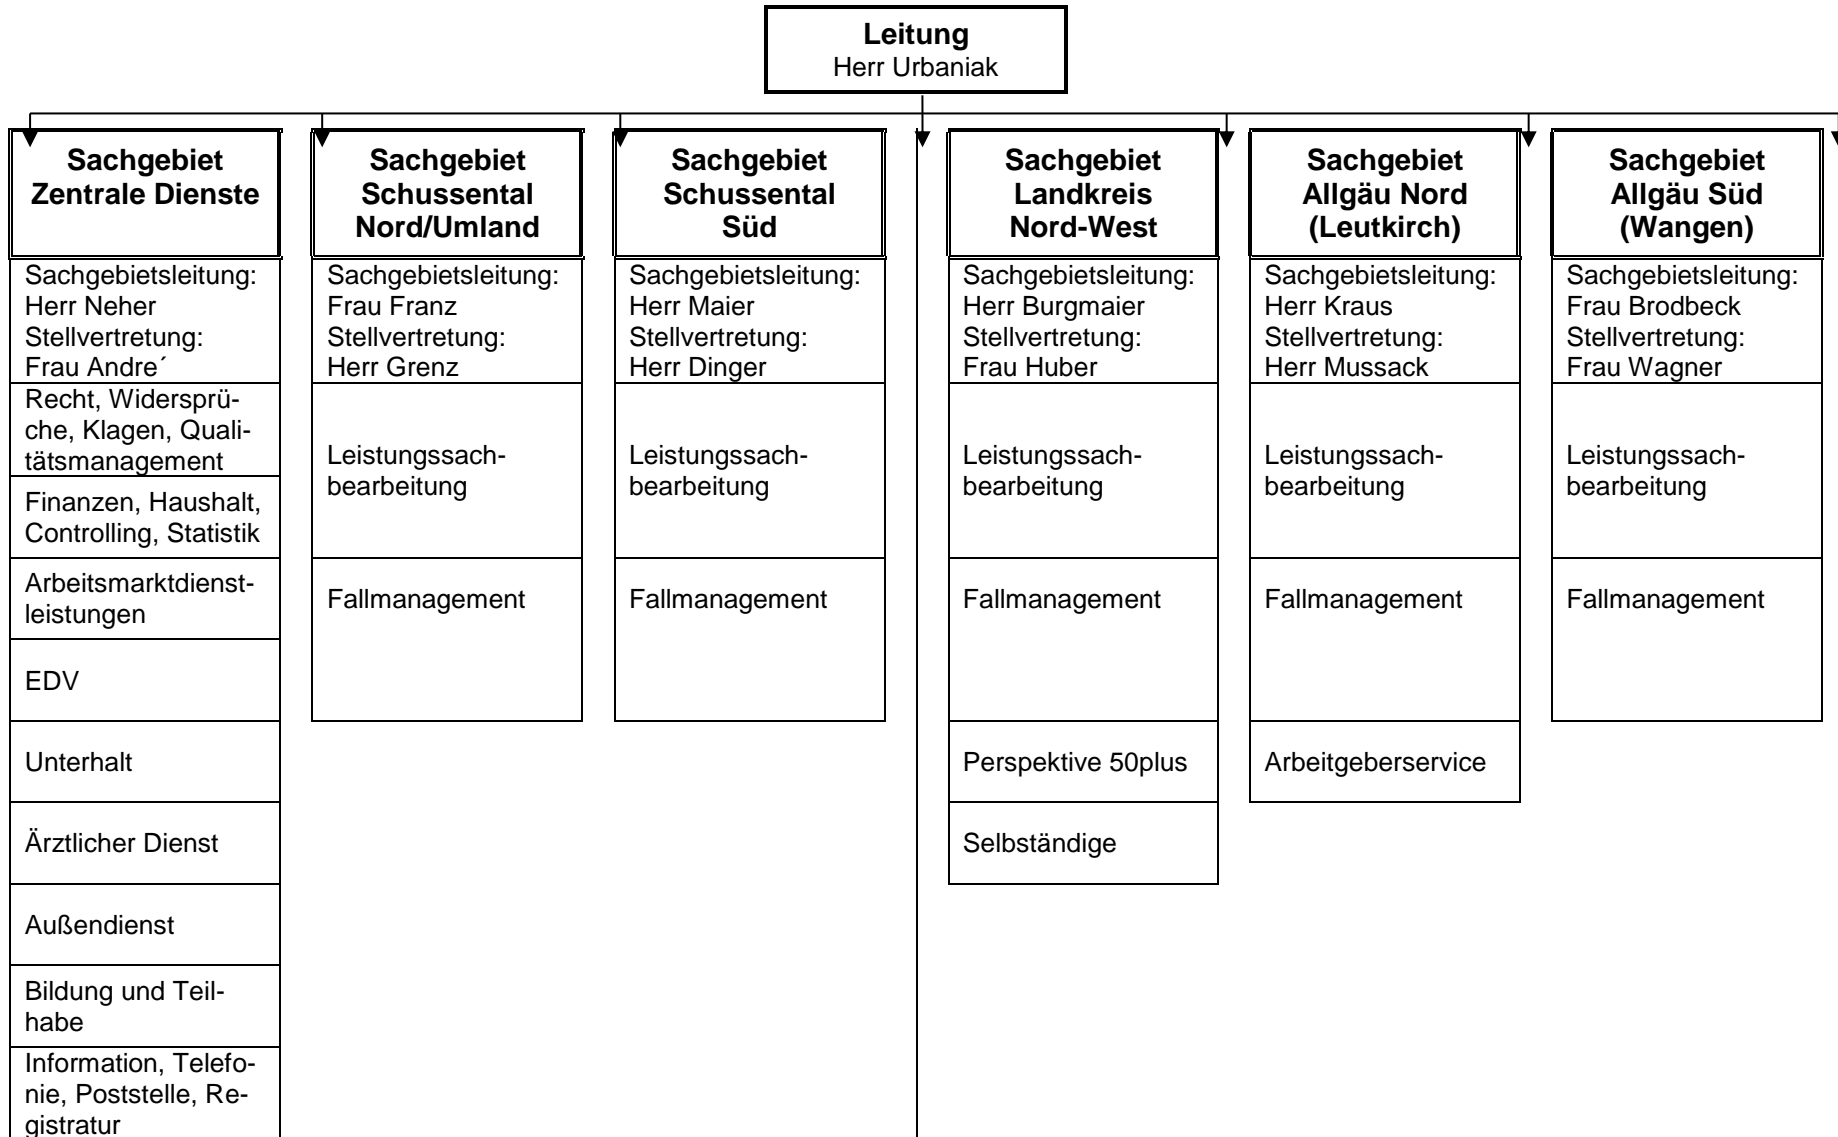 Leitung
Herr Urbaniak
Sachgebiet
Zentrale Dienste
Sachgebietsleitung:
Herr Neher
Stellvertretung:
Frau Andre´
Recht, Widersprü-
che, Klagen, Quali-
tätsmanagement
Finanzen, Haushalt,
Controlling, Statistik
Arbeitsmarktdienst-
leistungen
EDV
Unterhalt
Ärztlicher Dienst
Außendienst
Bildung und Teil-
habe
Information, Telefo-
nie, Poststelle, Re-
gistratur
Sachgebiet
Schussental
Nord/Umland
Sachgebietsleitung:
Frau Franz
Stellvertretung:
Herr Grenz
Leistungssach-
bearbeitung
Fallmanagement
Sachgebiet
Schussental
Süd
Sachgebietsleitung:
Herr Maier
Stellvertretung:
Herr Dinger
Leistungssach-
bearbeitung
Fallmanagement
Sachgebiet
Landkreis
Nord-West
Sachgebietsleitung:
Herr Burgmaier
Stellvertretung:
Frau Huber
Leistungssach-
bearbeitung
Fallmanagement
Perspektive 50plus
Selbständige
Sachgebiet
Allgäu Nord
(Leutkirch)
Sachgebietsleitung:
Herr Kraus
Stellvertretung:
Herr Mussack
Leistungssach-
bearbeitung
Fallmanagement
Arbeitgeberservice
Sachgebiet
Allgäu Süd
(Wangen)
Sachgebietsleitung:
Frau Brodbeck
Stellvertretung:
Frau Wagner
Leistungssach-
bearbeitung
Fallmanagement